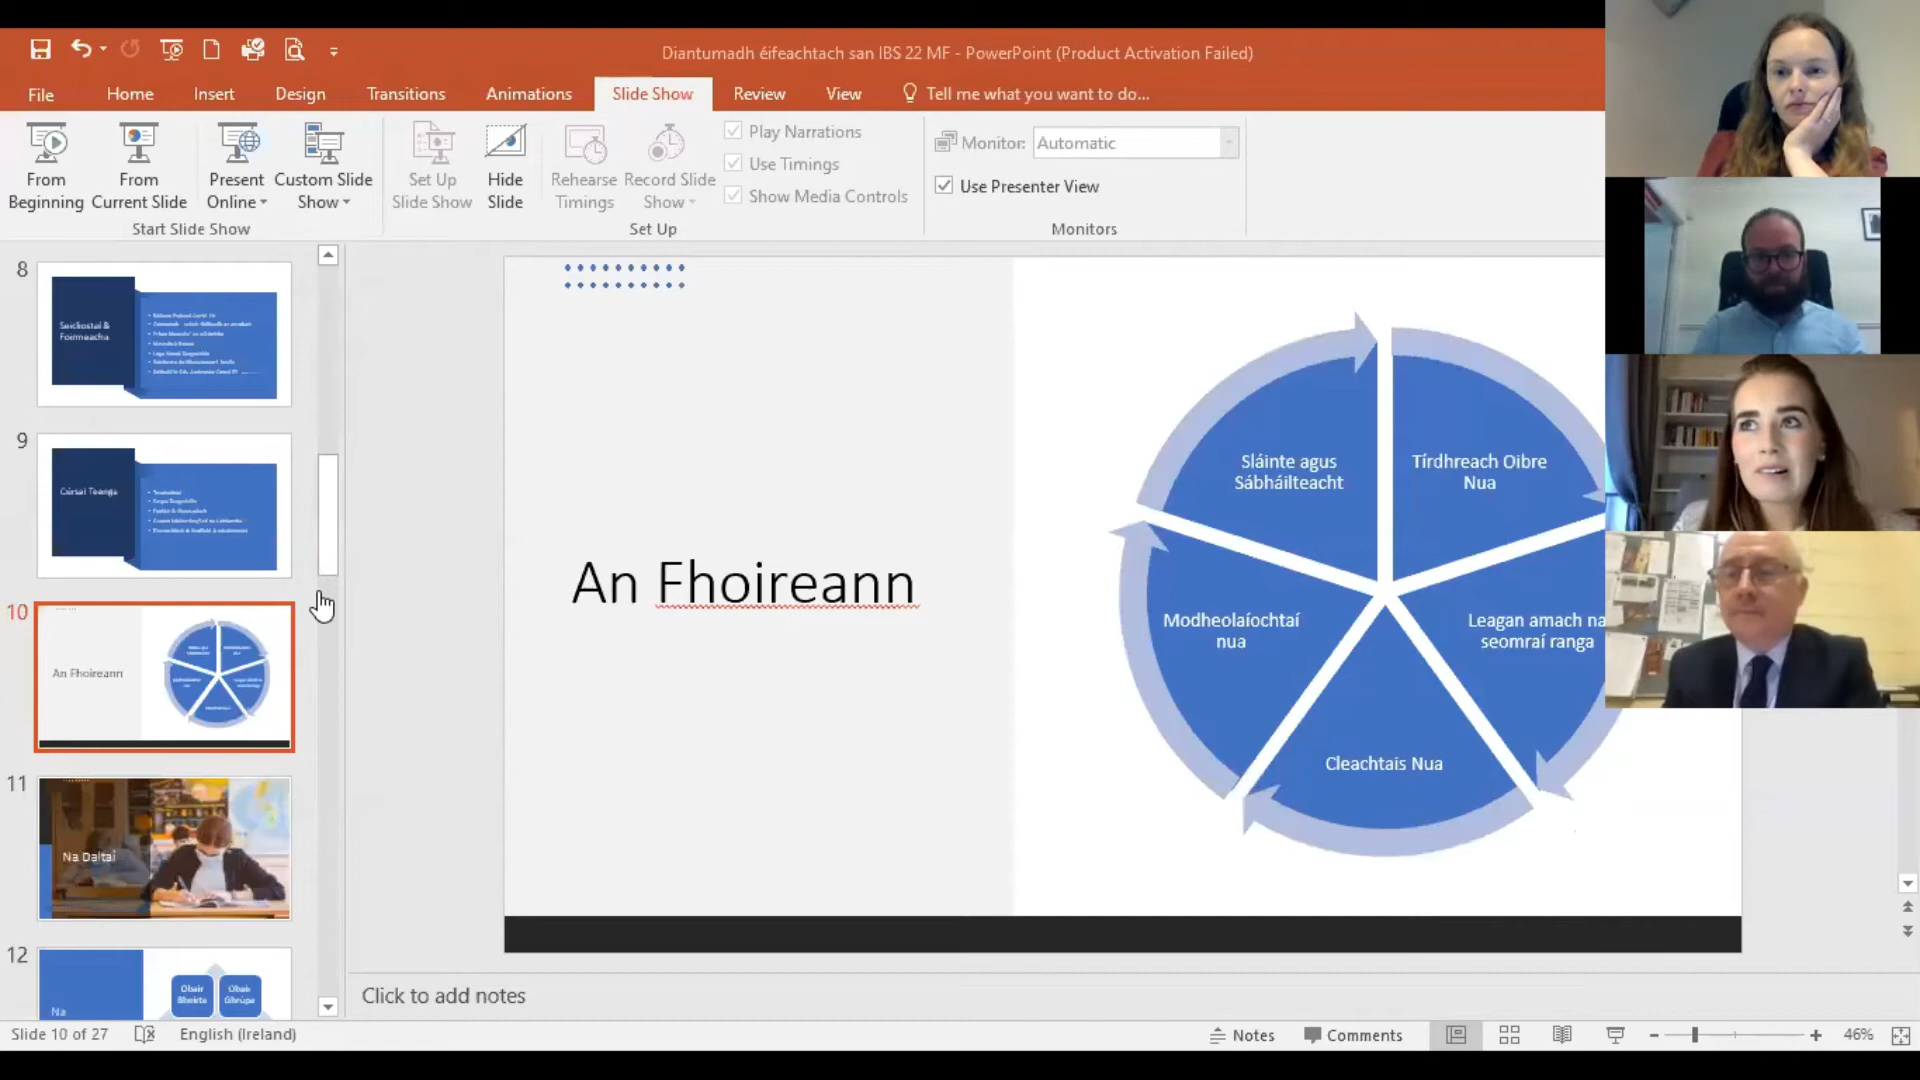 Diantumadh éifeachtach san IBS 22 MF - PowerPoint (Product Activation Failed)
File Home Insert Design Transitions Animations Slide Show Review View Tell me what you want to do...
From Beginning
From Current Slide
Present Online
Custom Slide Show
Set Up Slide Show
Hide Slide
Rehearse Timings
Record Slide Show
Play Narrations
Use Timings
Show Media Controls
Monitor: Automatic
Use Presenter View
Start Slide Show
Set Up
Monitors
8
Foirmeacha
9
Cúrsaí Teanga
10
An Fhoireann
11
Na Daltaí
12
Na
Obair
Bheirte
Obair
Ghrúpa
An Fhoireann
Sláinte agus
Sábháilteacht
Tírdhreach Oibre
Nua
Modheolaíochtaí
nua
Leagan amach na
seomraí ranga
Cleachtais Nua
Click to add notes
Slide 10 of 27 English (Ireland) Notes Comments 46%